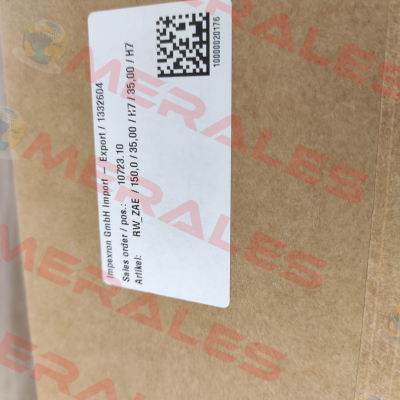 Impexron GmbH Import - Export / 1332604
Sales order / pos.: 10723.10
Artikel: RW_ZAE / 150,0 / 35,00 / H7 / 35,00 / H7
10000020176
MERALES
MERALES
MERALES